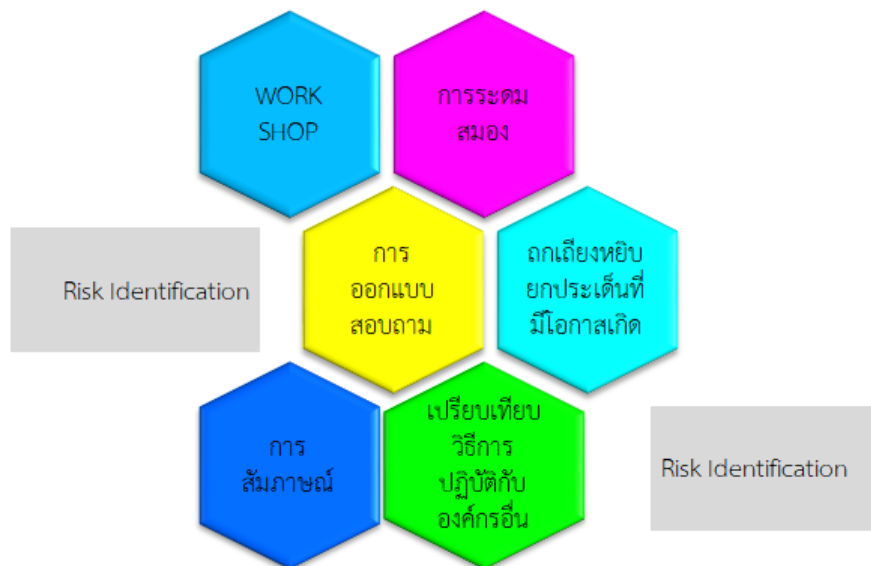 WORK
SHOP
การระดม
สมอง
Risk Identification
การ
ออกแบบ
สอบถาม
ถกเถียงหยิบ
ยกประเด็นที่
มีโอกาสเกิด
การ
สัมภาษณ์
เปรียบเทียบ
วิธีการ
ปฏิบัติกับ
องค์กรอื่น
Risk Identification